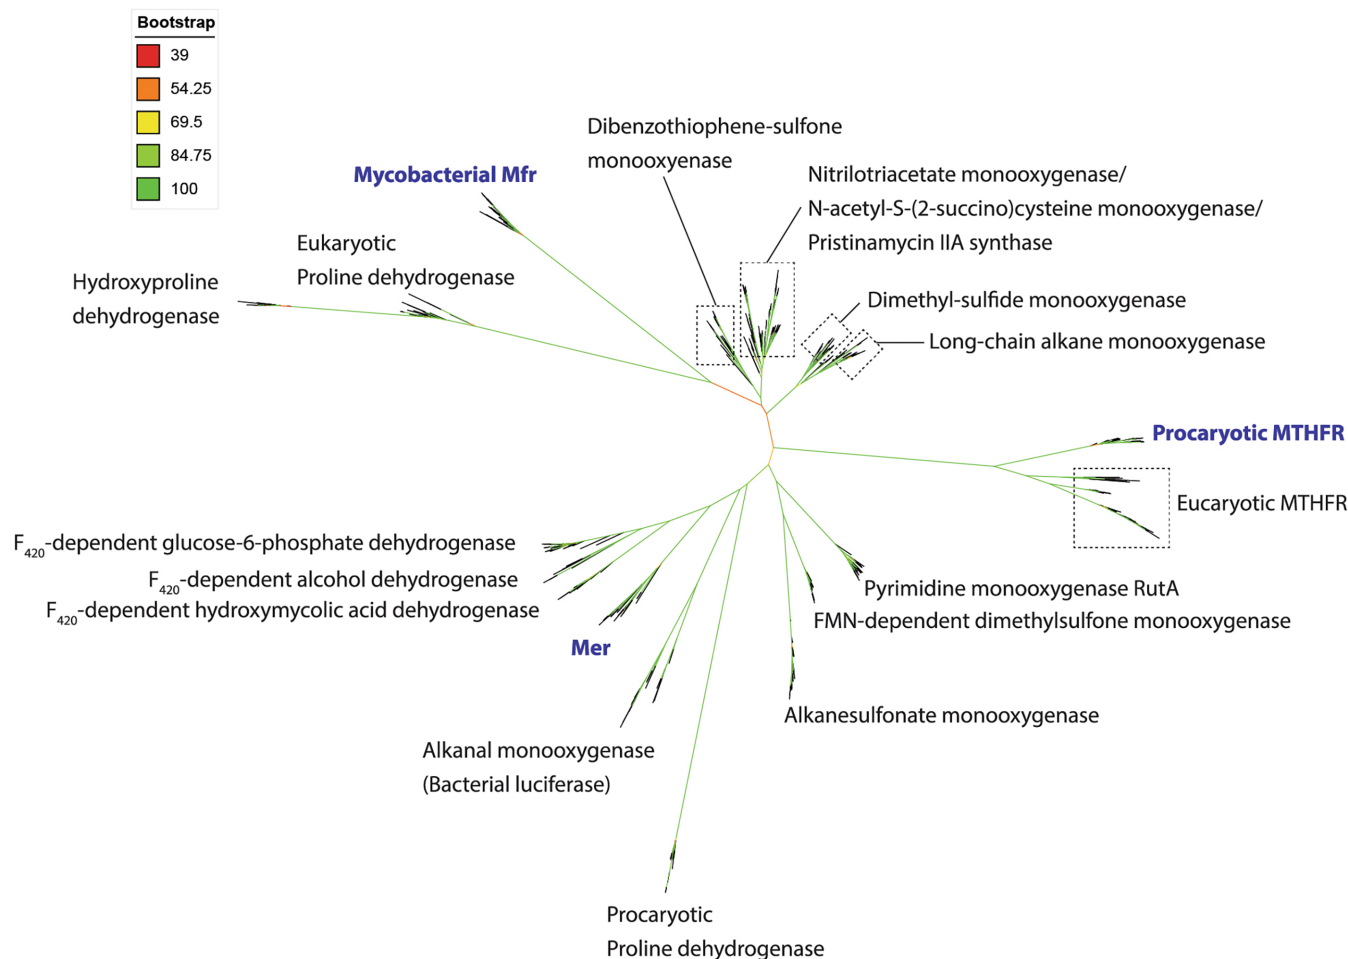 Bootstrap
39
54.25
69.5
84.75
100
Dibenzothiophene-sulfone
monooxyenase
Mycobacterial Mfr
Nitrilotriacetate monooxygenase/
N-acetyl-S-(2-succino)cysteine monooxygenase/
Pristinamycin IIA synthase
Eukaryotic
Proline dehydrogenase
Hydroxyproline
dehydrogenase
Dimethyl-sulfide monooxygenase
Long-chain alkane monooxygenase
Procaryotic MTHFR
Eucaryotic MTHFR
F420-dependent glucose-6-phosphate dehydrogenase
F420-dependent alcohol dehydrogenase
F420-dependent hydroxymycolic acid dehydrogenase
Mer
Pyrimidine monooxygenase RutA
FMN-dependent dimethylsulfone monooxygenase
Alkanesulfonate monooxygenase
Alkanal monooxygenase
(Bacterial luciferase)
Procaryotic
Proline dehydrogenase